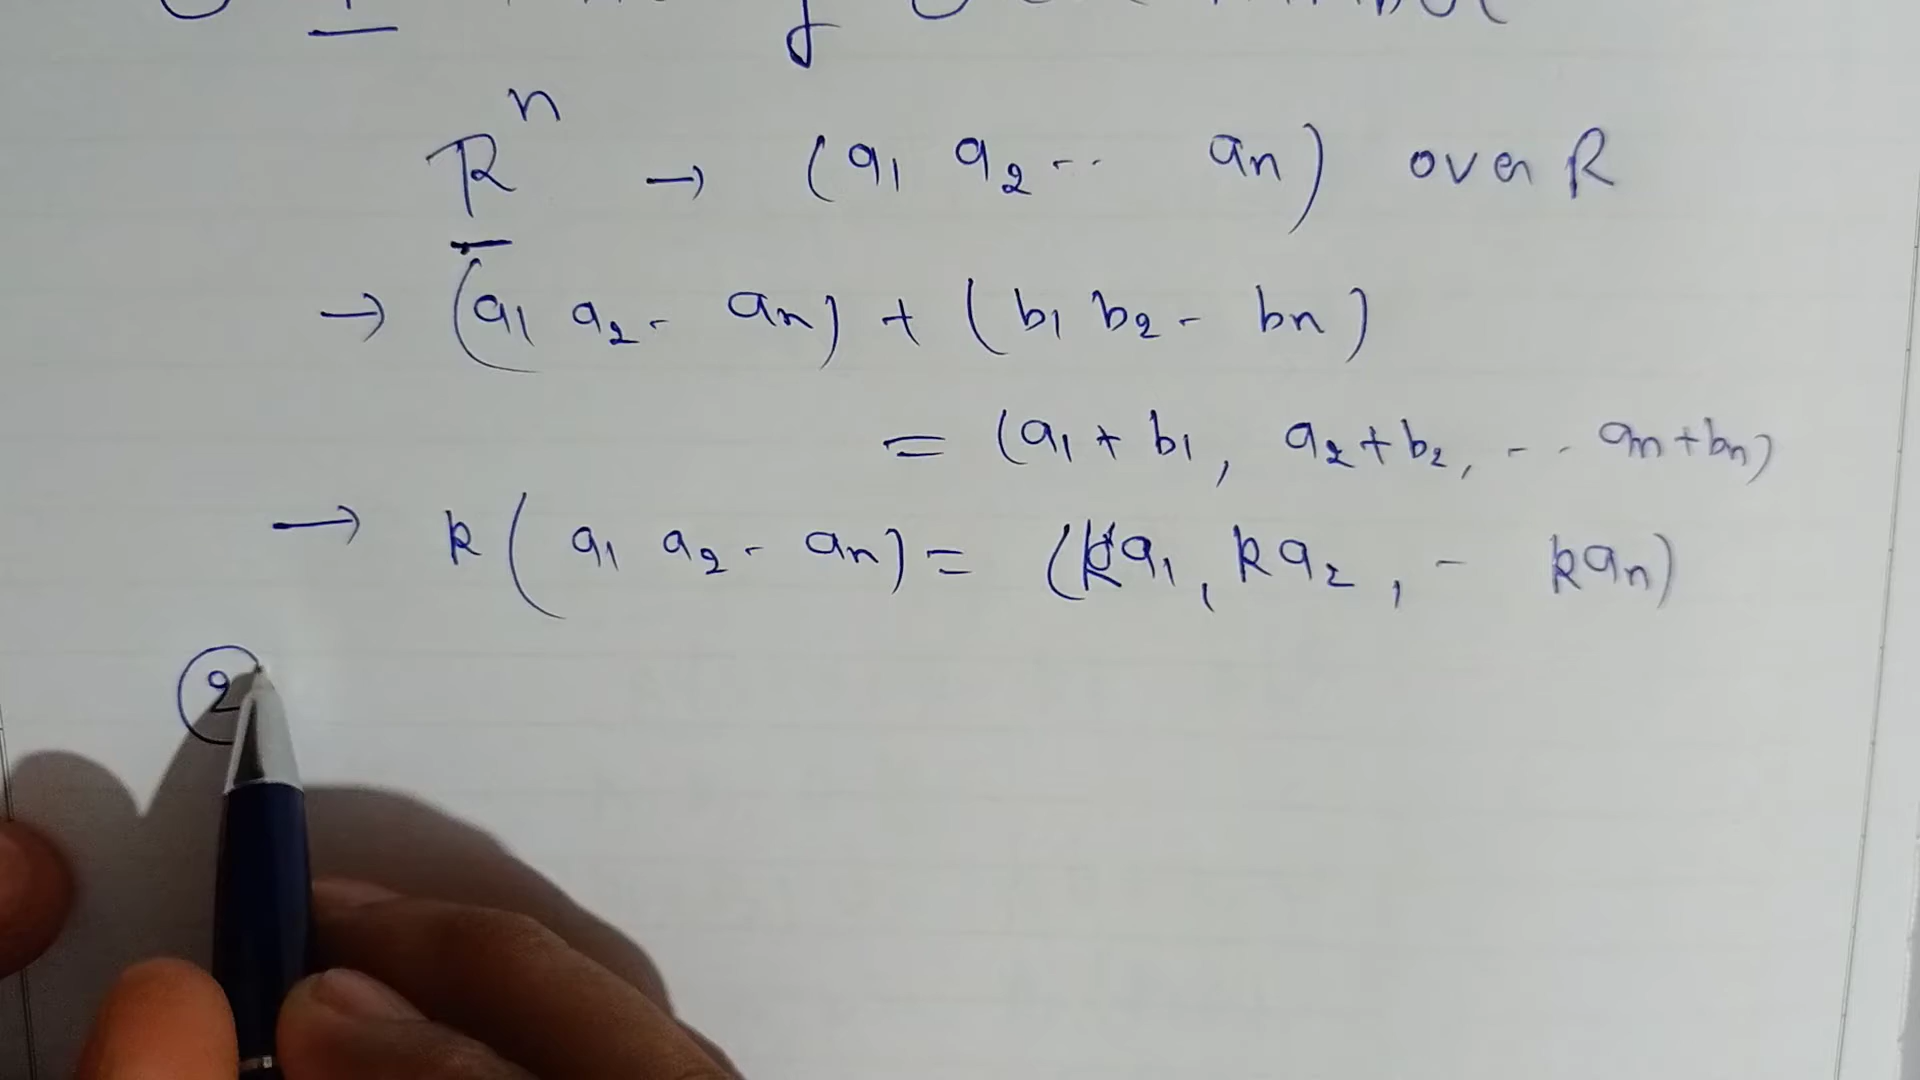 Rⁿ → (a₁ a₂ -- aₙ) over R
→ (a₁ a₂ - aₙ) + (b₁ b₂ - bₙ)
= (a₁ + b₁, a₂ + b₂, -- aₙ + bₙ)
→ k (a₁ a₂ - aₙ) = (ka₁, ka₂, - kaₙ)
2